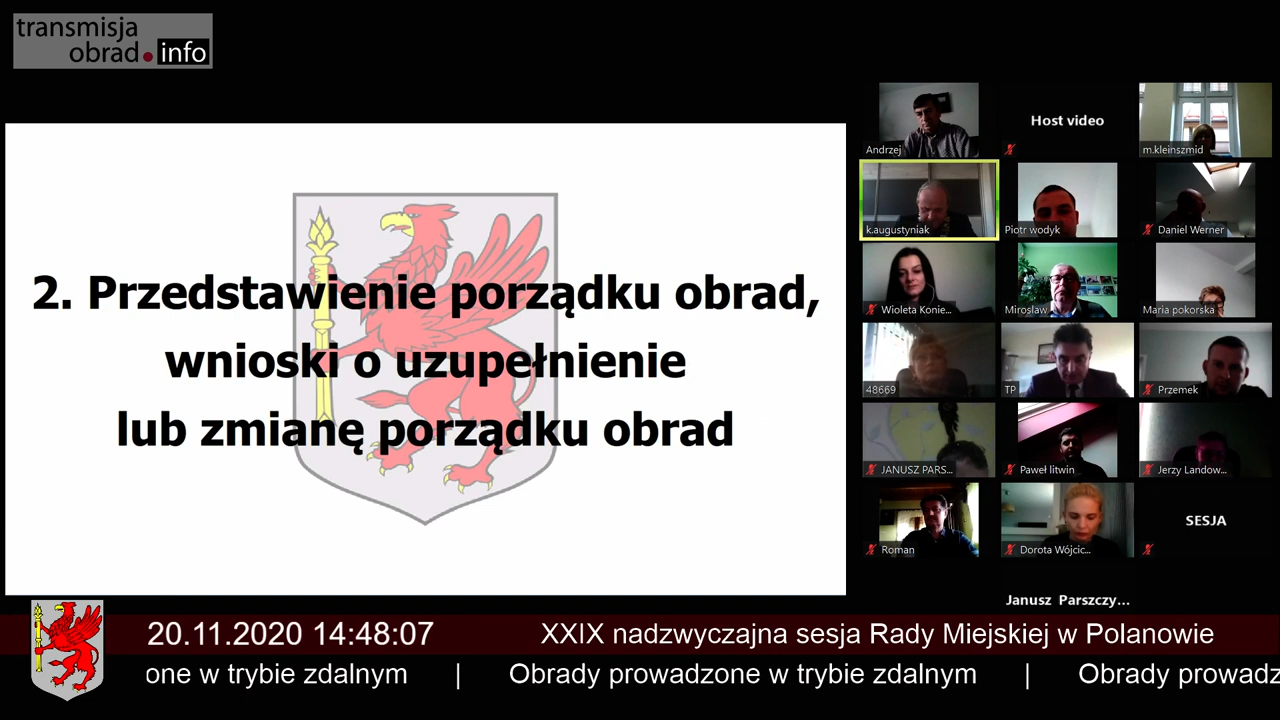 transmisja
obrad.info
2. Przedstawienie porządku obrad,
wnioski o uzupełnienie
lub zmianę porządku obrad
Andrzej
Host video
m.kleinszmid
k.augustyniak
Piotr wodyk
Daniel Werner
Wioleta Konie...
Mirosław
Maria pokorska
48669
TP
Przemek
JANUSZ PARS...
Paweł litwin
Jerzy Landow...
Roman
Dorota Wójcic...
SESJA
Janusz Parszczy...
20.11.2020 14:48:07
XXIX nadzwyczajna sesja Rady Miejskiej w Polanowie
one w trybie zdalnym | Obrady prowadzone w trybie zdalnym | Obrady prowadz